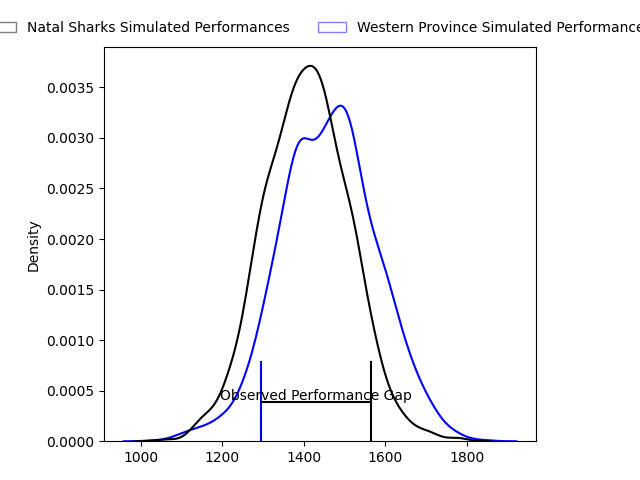 Natal Sharks Simulated Performances
Western Province Simulated Performance
Density
0.0035
0.0030
0.0025
0.0020
0.0015
0.0010
0.0005
0.0000
Observed Performance Gap
1000 1200 1400 1600 1800